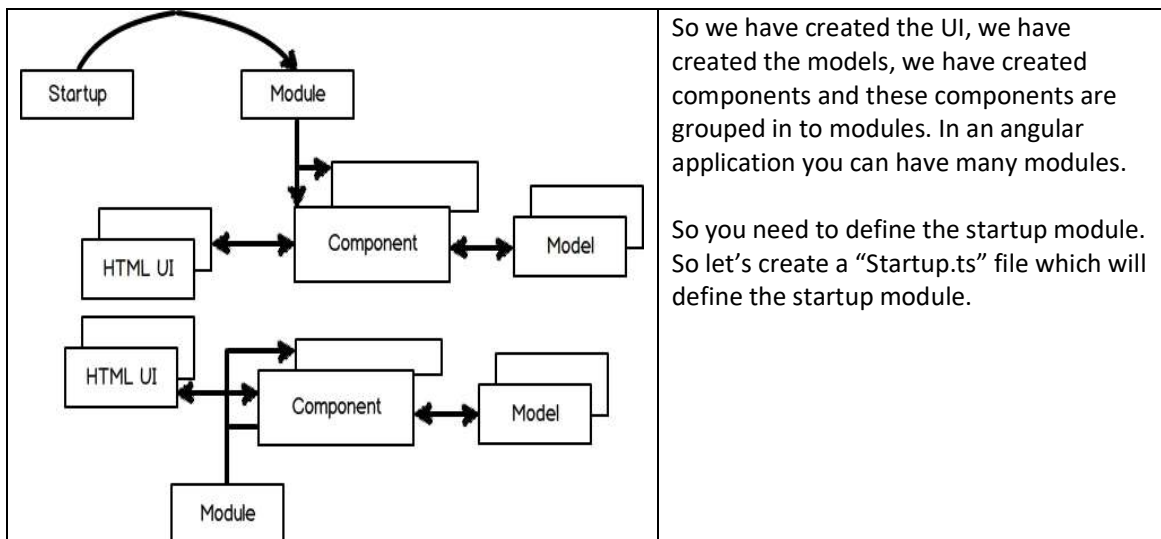 Startup
Module
Component
Model
HTML UI
HTML UI
Component
Model
Module
So we have created the UI, we have
created the models, we have created
components and these components are
grouped in to modules. In an angular
application you can have many modules.
So you need to define the startup module.
So let’s create a “Startup.ts” file which will
define the startup module.